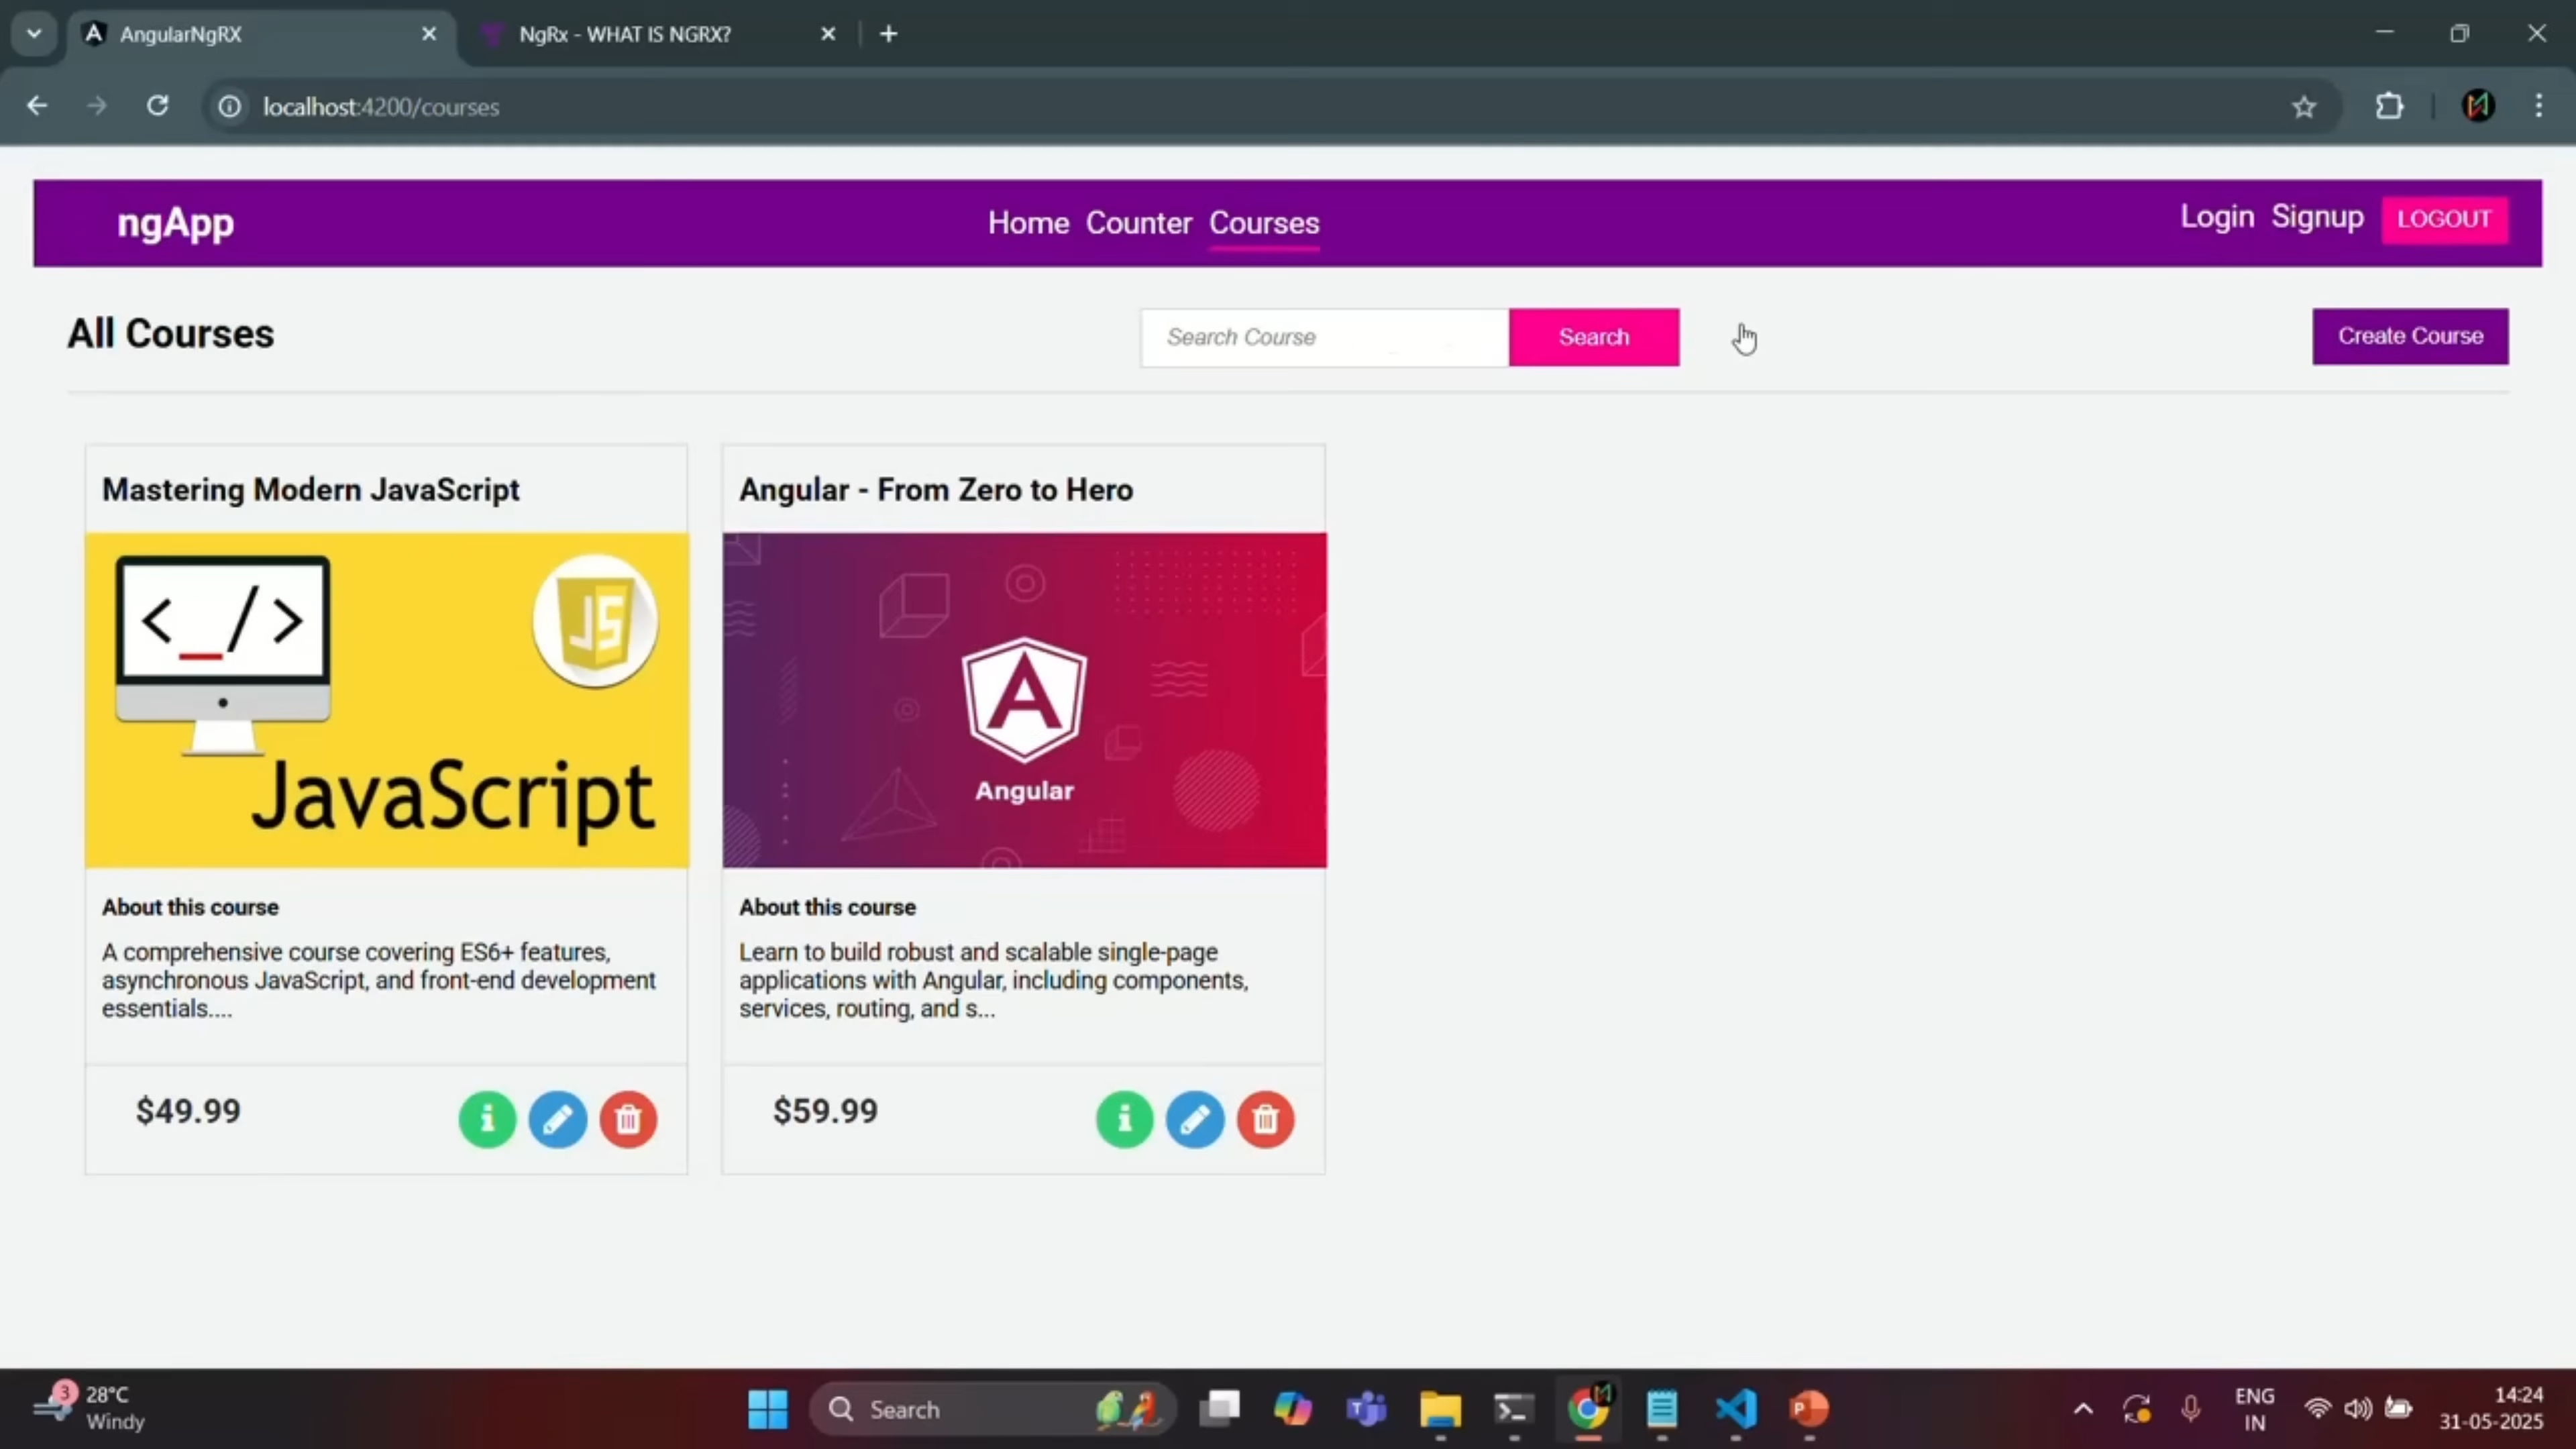 AngularNgRX
NgRx - WHAT IS NGRX?
localhost:4200/courses
ngApp
Home Counter Courses
Login Signup LOGOUT
All Courses
Search Course
Search
Create Course
Mastering Modern JavaScript
< _ / >
JS
JavaScript
About this course
A comprehensive course covering ES6+ features,
asynchronous JavaScript, and front-end development
essentials....
$49.99
Angular - From Zero to Hero
Angular
About this course
Learn to build robust and scalable single-page
applications with Angular, including components,
services, routing, and s...
$59.99
3
28°C
Windy
Search
ENG
IN
14:24
31-05-2025